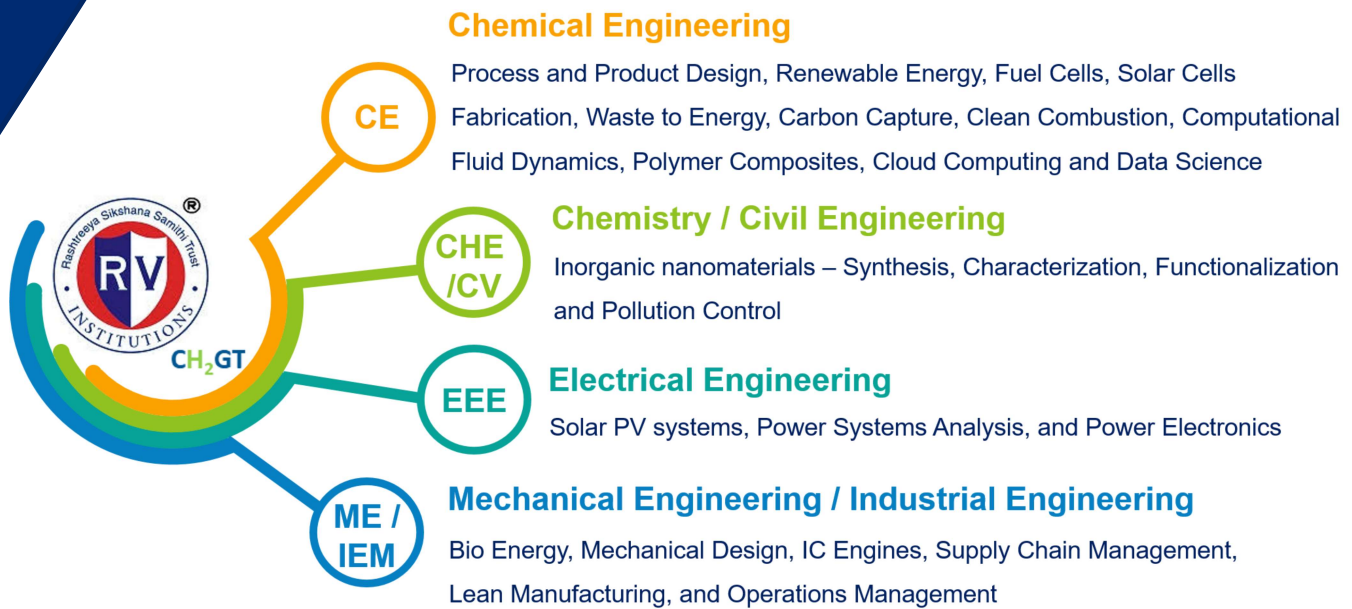 Chemical Engineering
Process and Product Design, Renewable Energy, Fuel Cells, Solar Cells
Fabrication, Waste to Energy, Carbon Capture, Clean Combustion, Computational
Fluid Dynamics, Polymer Composites, Cloud Computing and Data Science
CE
Rashtreeya Sikshana Samithi Trust
®
RV
INSTITUTIONS
CH₂GT
Chemistry / Civil Engineering
CHE
/CV
Inorganic nanomaterials – Synthesis, Characterization, Functionalization
and Pollution Control
Electrical Engineering
EEE
Solar PV systems, Power Systems Analysis, and Power Electronics
Mechanical Engineering / Industrial Engineering
ME /
IEM
Bio Energy, Mechanical Design, IC Engines, Supply Chain Management,
Lean Manufacturing, and Operations Management